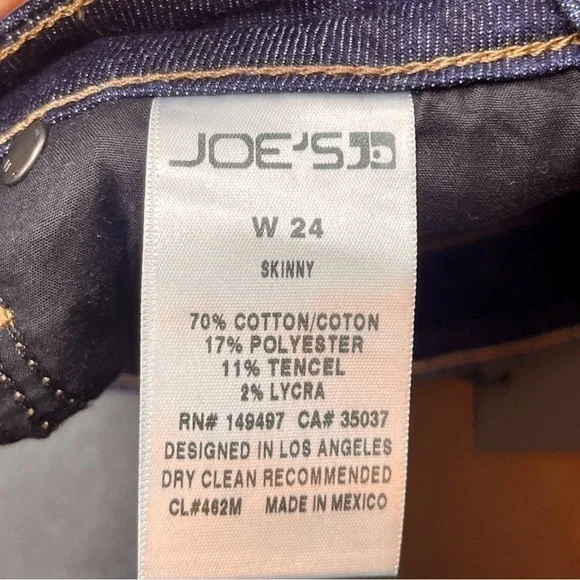 JOE'S
W 24
SKINNY
70% COTTON/COTON
17% POLYESTER
11% TENCEL
2% LYCRA
RN# 149497 CA# 35037
DESIGNED IN LOS ANGELES
DRY CLEAN RECOMMENDED
CL#462M MADE IN MEXICO